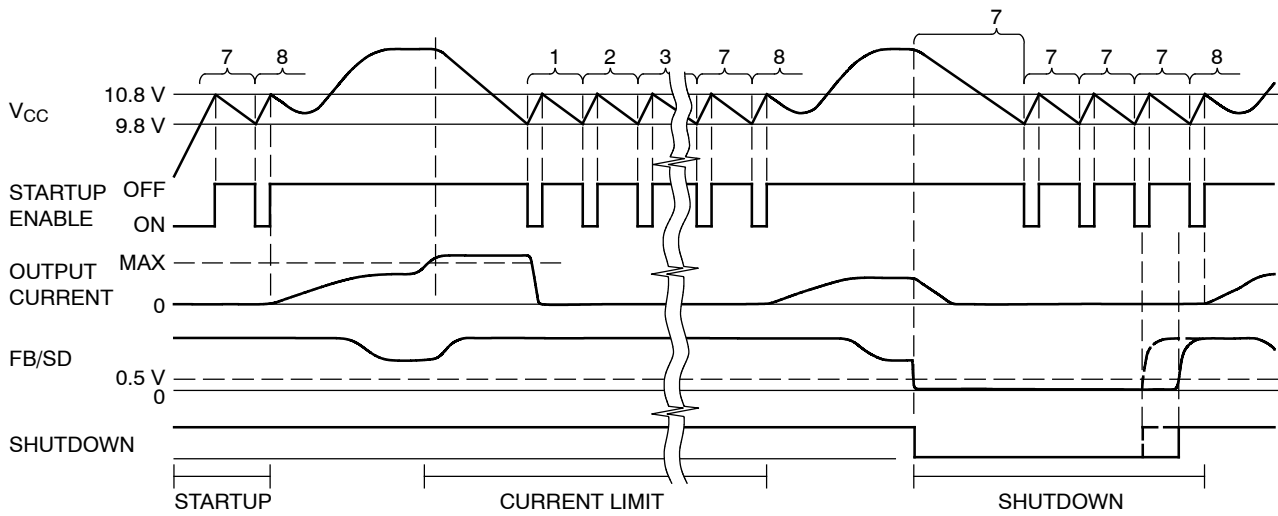 7
7 8 1 2 3 7 8 7 7 7 8
10.8 V
V_CC
9.8 V
STARTUP ENABLE
OFF
ON
OUTPUT CURRENT
MAX
0
FB/SD
0.5 V
0
SHUTDOWN
STARTUP CURRENT LIMIT SHUTDOWN